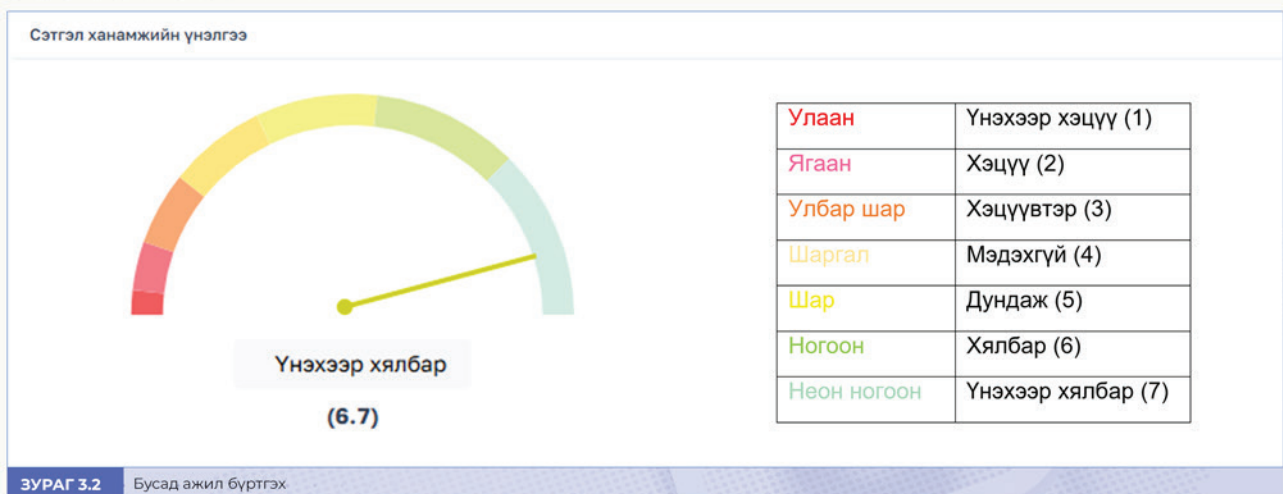 Сэтгэл ханамжийн үнэлгээ
Үнэхээр хялбар
(6.7)
Улаан Үнэхээр хэцүү (1)
Ягаан Хэцүү (2)
Улбар шар Хэцүүвтэр (3)
Шаргал Мэдэхгүй (4)
Шар Дундаж (5)
Ногоон Хялбар (6)
Неон ногоон Үнэхээр хялбар (7)
ЗУРАГ 3.2 Бусад ажил бүртгэх